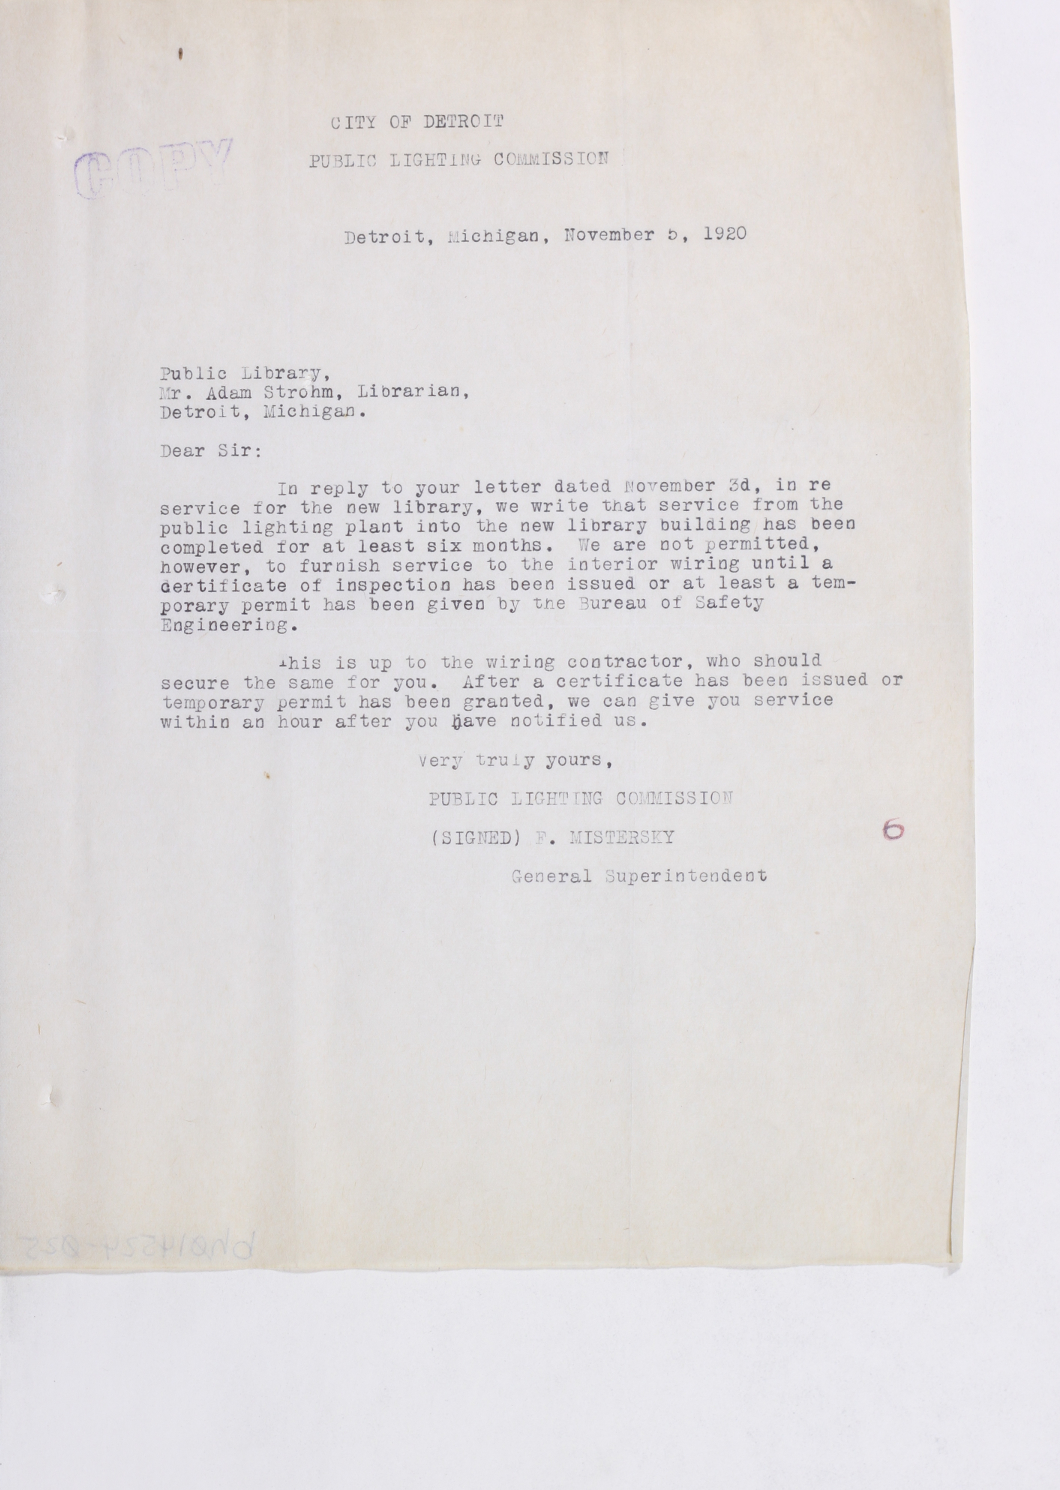 CITY OF DETROIT
COPY
PUBLIC LIGHTING COMMISSION
Detroit, Michigan, November 5, 1920
Public Library,
Mr. Adam Strohm, Librarian,
Detroit, Michigan.
Dear Sir:
In reply to your letter dated November 3d, in re
service for the new library, we write that service from the
public lighting plant into the new library building has been
completed for at least six months. We are not permitted,
however, to furnish service to the interior wiring until a
certificate of inspection has been issued or at least a tem-
porary permit has been given by the Bureau of Safety
Engineering.
This is up to the wiring contractor, who should
secure the same for you. After a certificate has been issued or
temporary permit has been granted, we can give you service
within an hour after you have notified us.
Very truly yours,
PUBLIC LIGHTING COMMISSION
(SIGNED) F. MISTERSKY
6
General Superintendent
bh014524-025